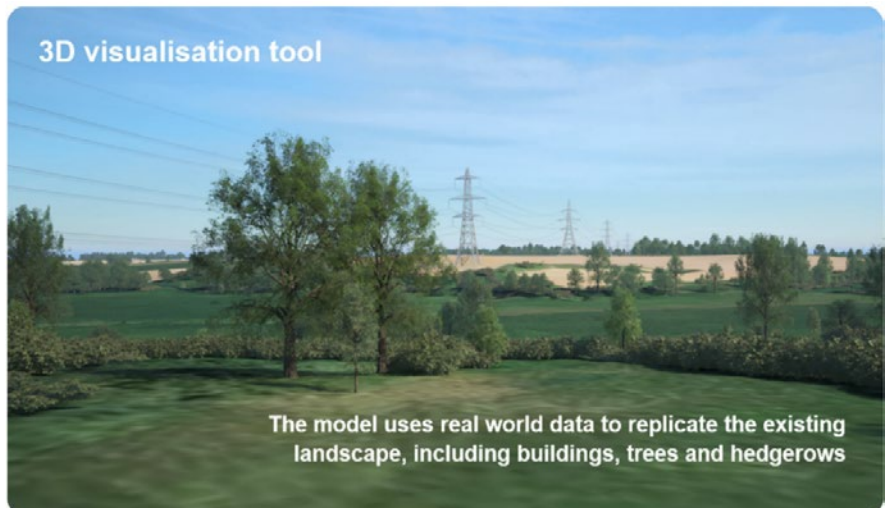 3D visualisation tool
The model uses real world data to replicate the existing
landscape, including buildings, trees and hedgerows